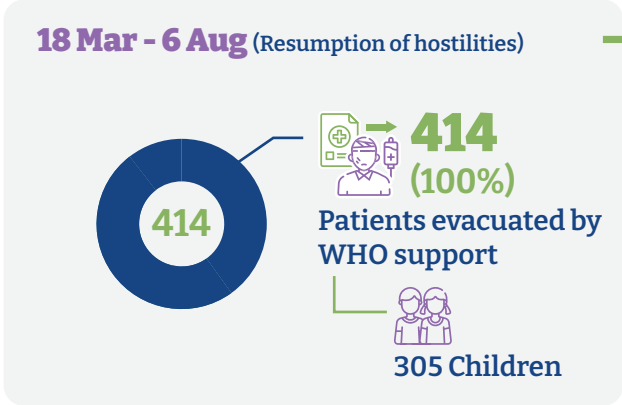 18 Mar - 6 Aug (Resumption of hostilities)
414
414
(100%)
Patients evacuated by
WHO support
305 Children